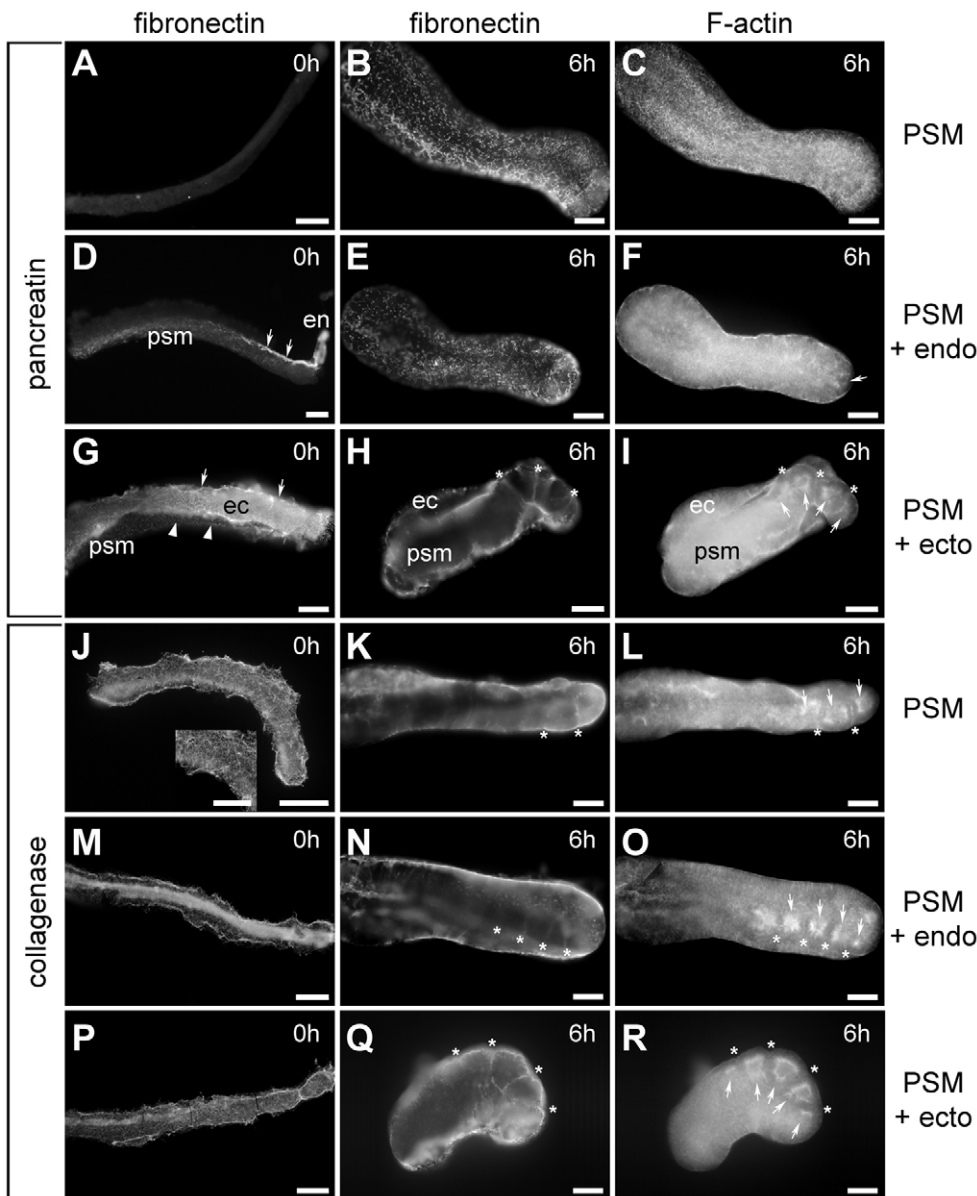 fibronectin fibronectin F-actin
A 0h B 6h C 6h PSM
D 0h E 6h F 6h PSM
+ endo
psm en
G 0h H 6h I 6h PSM
+ ecto
ec ec ec
psm psm psm
pancreatin
J 0h K 6h L 6h PSM
M 0h N 6h O 6h PSM
+ endo
P 0h Q 6h R 6h PSM
+ ecto
collagenase